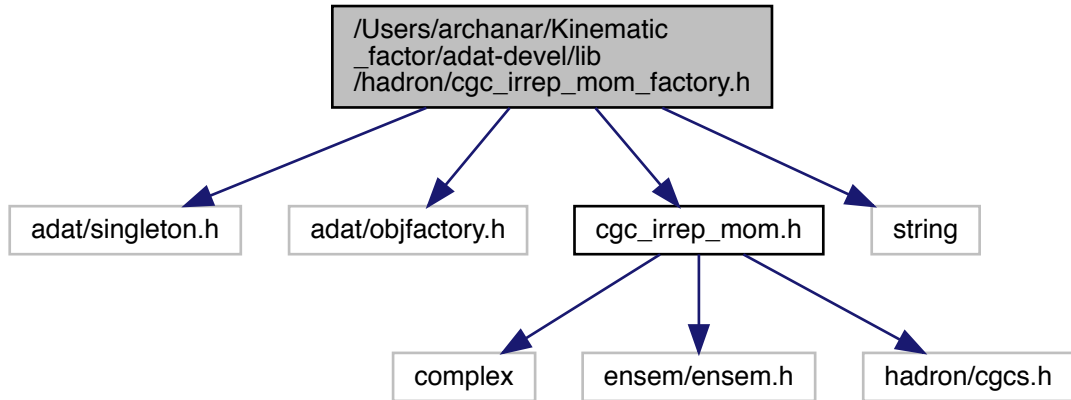 /Users/archanar/Kinematic
_factor/adat-devel/lib
/hadron/cgc_irrep_mom_factory.h
adat/singleton.h
adat/objfactory.h
cgc_irrep_mom.h
string
complex
ensem/ensem.h
hadron/cgcs.h